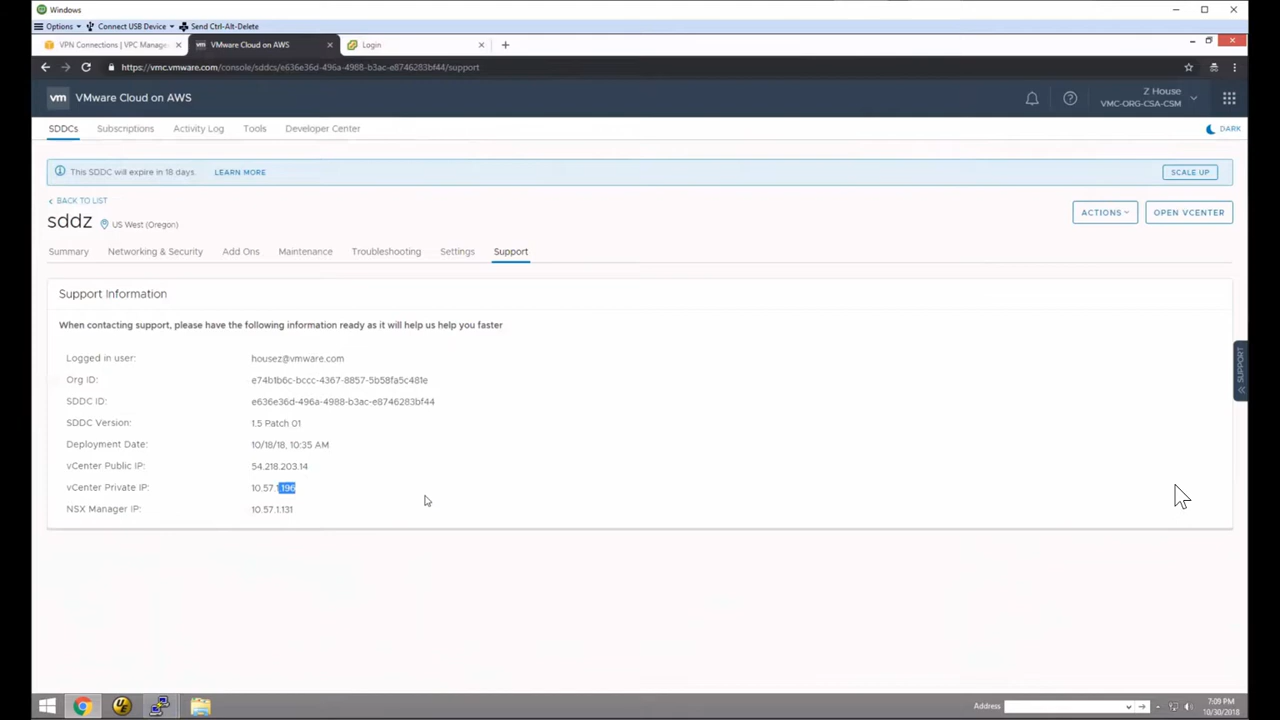 Windows
Options Connect USB Device Send Ctrl-Alt-Delete
VPN Connections | VPC Manage VMware Cloud on AWS Login
https://vmc.vmware.com/console/sddcs/e636e36d-496a-4988-b3ac-e8746283bf44/support
vm VMware Cloud on AWS
Z House
VMC-ORG-CSA-CSM
SDDCs Subscriptions Activity Log Tools Developer Center DARK
This SDDC will expire in 18 days. LEARN MORE SCALE UP
BACK TO LIST
sddz US West (Oregon) ACTIONS OPEN VCENTER
Summary Networking & Security Add Ons Maintenance Troubleshooting Settings Support
Support Information
When contacting support, please have the following information ready as it will help us help you faster
Logged in user: housez@vmware.com
Org ID: e74b1b6c-bccc-4367-8857-5b58fa5c481e
SDDC ID: e636e36d-496a-4988-b3ac-e8746283bf44
SDDC Version: 1.5 Patch 01
Deployment Date: 10/18/18, 10:35 AM
vCenter Public IP: 54.218.203.14
vCenter Private IP: 10.57.1.196
NSX Manager IP: 10.57.1.131
SUPPORT
Address
7:09 PM
10/30/2018